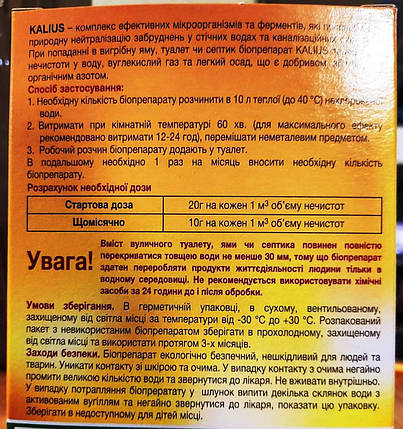 KALIUS – комплекс ефективних мікроорганізмів та ферментів, які
природну нейтралізацію забруднень у стічних водах та каналізаційних
При попаданні в вигрібну яму, туалет чи септик біопрепарат KALIUS
нечистоти у воду, вуглекислий газ та легкий осад, що є добривом з
органічним азотом.
Спосіб застосування:
1. Необхідну кількість біопрепарату розчинити в 10 л теплої (до 40 °С) нехлорованої
води.
2. Витримати при кімнатній температурі 60 хв. (для максимального ефекту
рекомендовано витримати 12-24 год), перемішати неметалевим предметом.
3. Робочий розчин біопрепарату додають у туалет.
В подальшому необхідно 1 раз на місяць вносити необхідну кількість
біопрепарату.
Розрахунок необхідної дози
Стартова доза 20г на кожен 1 м³ об'єму нечистот
Щомісячно 10г на кожен 1 м³ об'єму нечистот
Увага!
Вміст вуличного туалету, ями чи септика повинен повністю
перекриватися товщею води не менше 30 мм, тому що біопрепарат
здатен переробляти продукти життєдіяльності людини тільки в
водному середовищі. Не рекомендується використовувати хімічні
засоби за 24 години до і після обробки.
Умови зберігання. В герметичній упаковці, в сухому, вентильованому,
захищеному від світла місці за температури від -30 °С до +30 °С. Розпакований
пакет з невикористаним біопрепаратом зберігати в прохолодному, захищеному
від світла місці та використати протягом 3-х місяців.
Заходи безпеки. Біопрепарат екологічно безпечний, нешкідливий для людей та
тварин. Уникати контакту зі шкірою та очима. У випадку контакту з очима негайно
промити великою кількістю води та звернутися до лікаря. Не вживати внутрішньо.
У випадку потрапляння біопрерату у шлунок випити декілька склянок води з
активованим вугіллям та негайно звернутися до лікаря, показати цю упаковку.
Зберігати в недоступному для дітей місці.